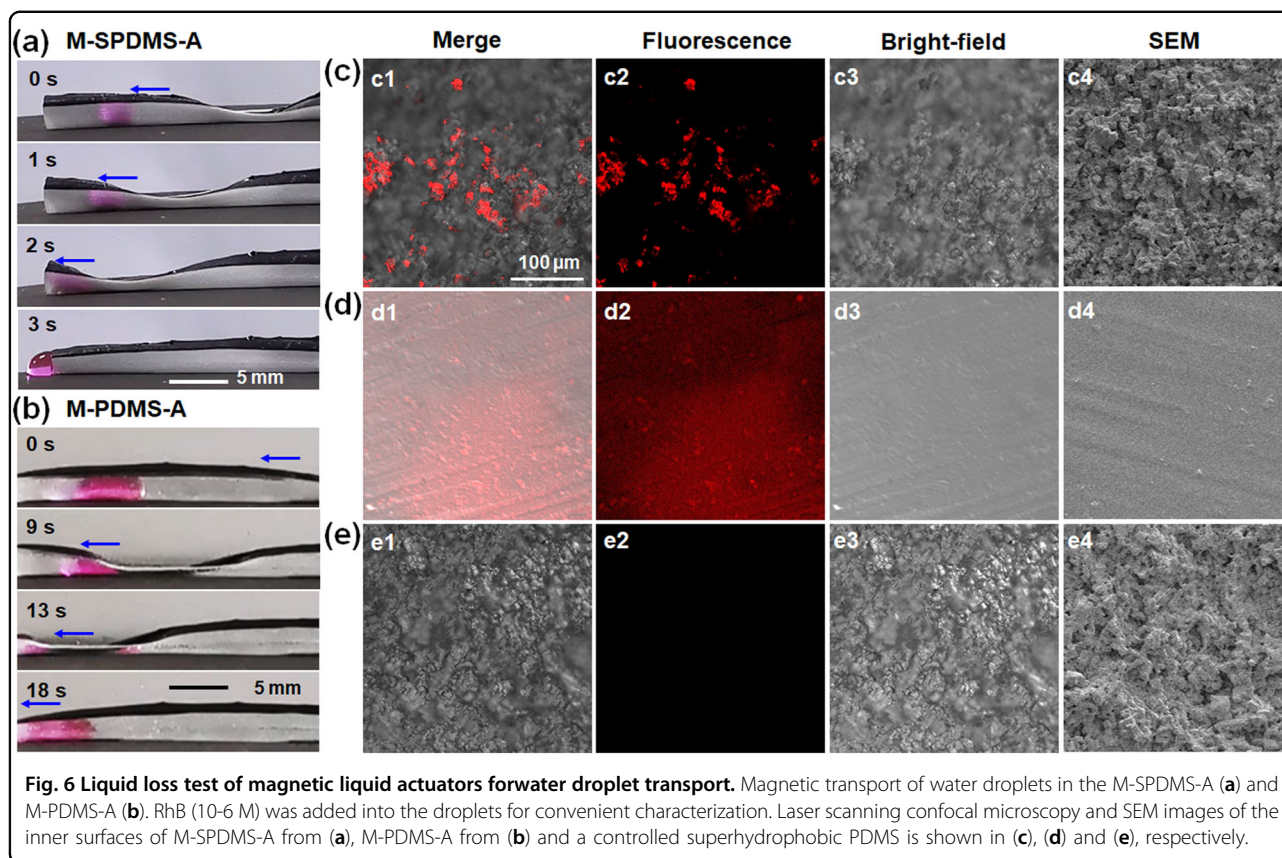 (a) M-SPDMS-A
0 s
1 s
2 s
3 s
5 mm
(b) M-PDMS-A
0 s
9 s
13 s
18 s
5 mm
Merge Fluorescence Bright-field SEM
(c) c1 c2 c3 c4
100 μm
(d) d1 d2 d3 d4
(e) e1 e2 e3 e4
Fig. 6 Liquid loss test of magnetic liquid actuators forwater droplet transport. Magnetic transport of water droplets in the M-SPDMS-A (a) and
M-PDMS-A (b). RhB (10-6 M) was added into the droplets for convenient characterization. Laser scanning confocal microscopy and SEM images of the
inner surfaces of M-SPDMS-A from (a), M-PDMS-A from (b) and a controlled superhydrophobic PDMS is shown in (c), (d) and (e), respectively.